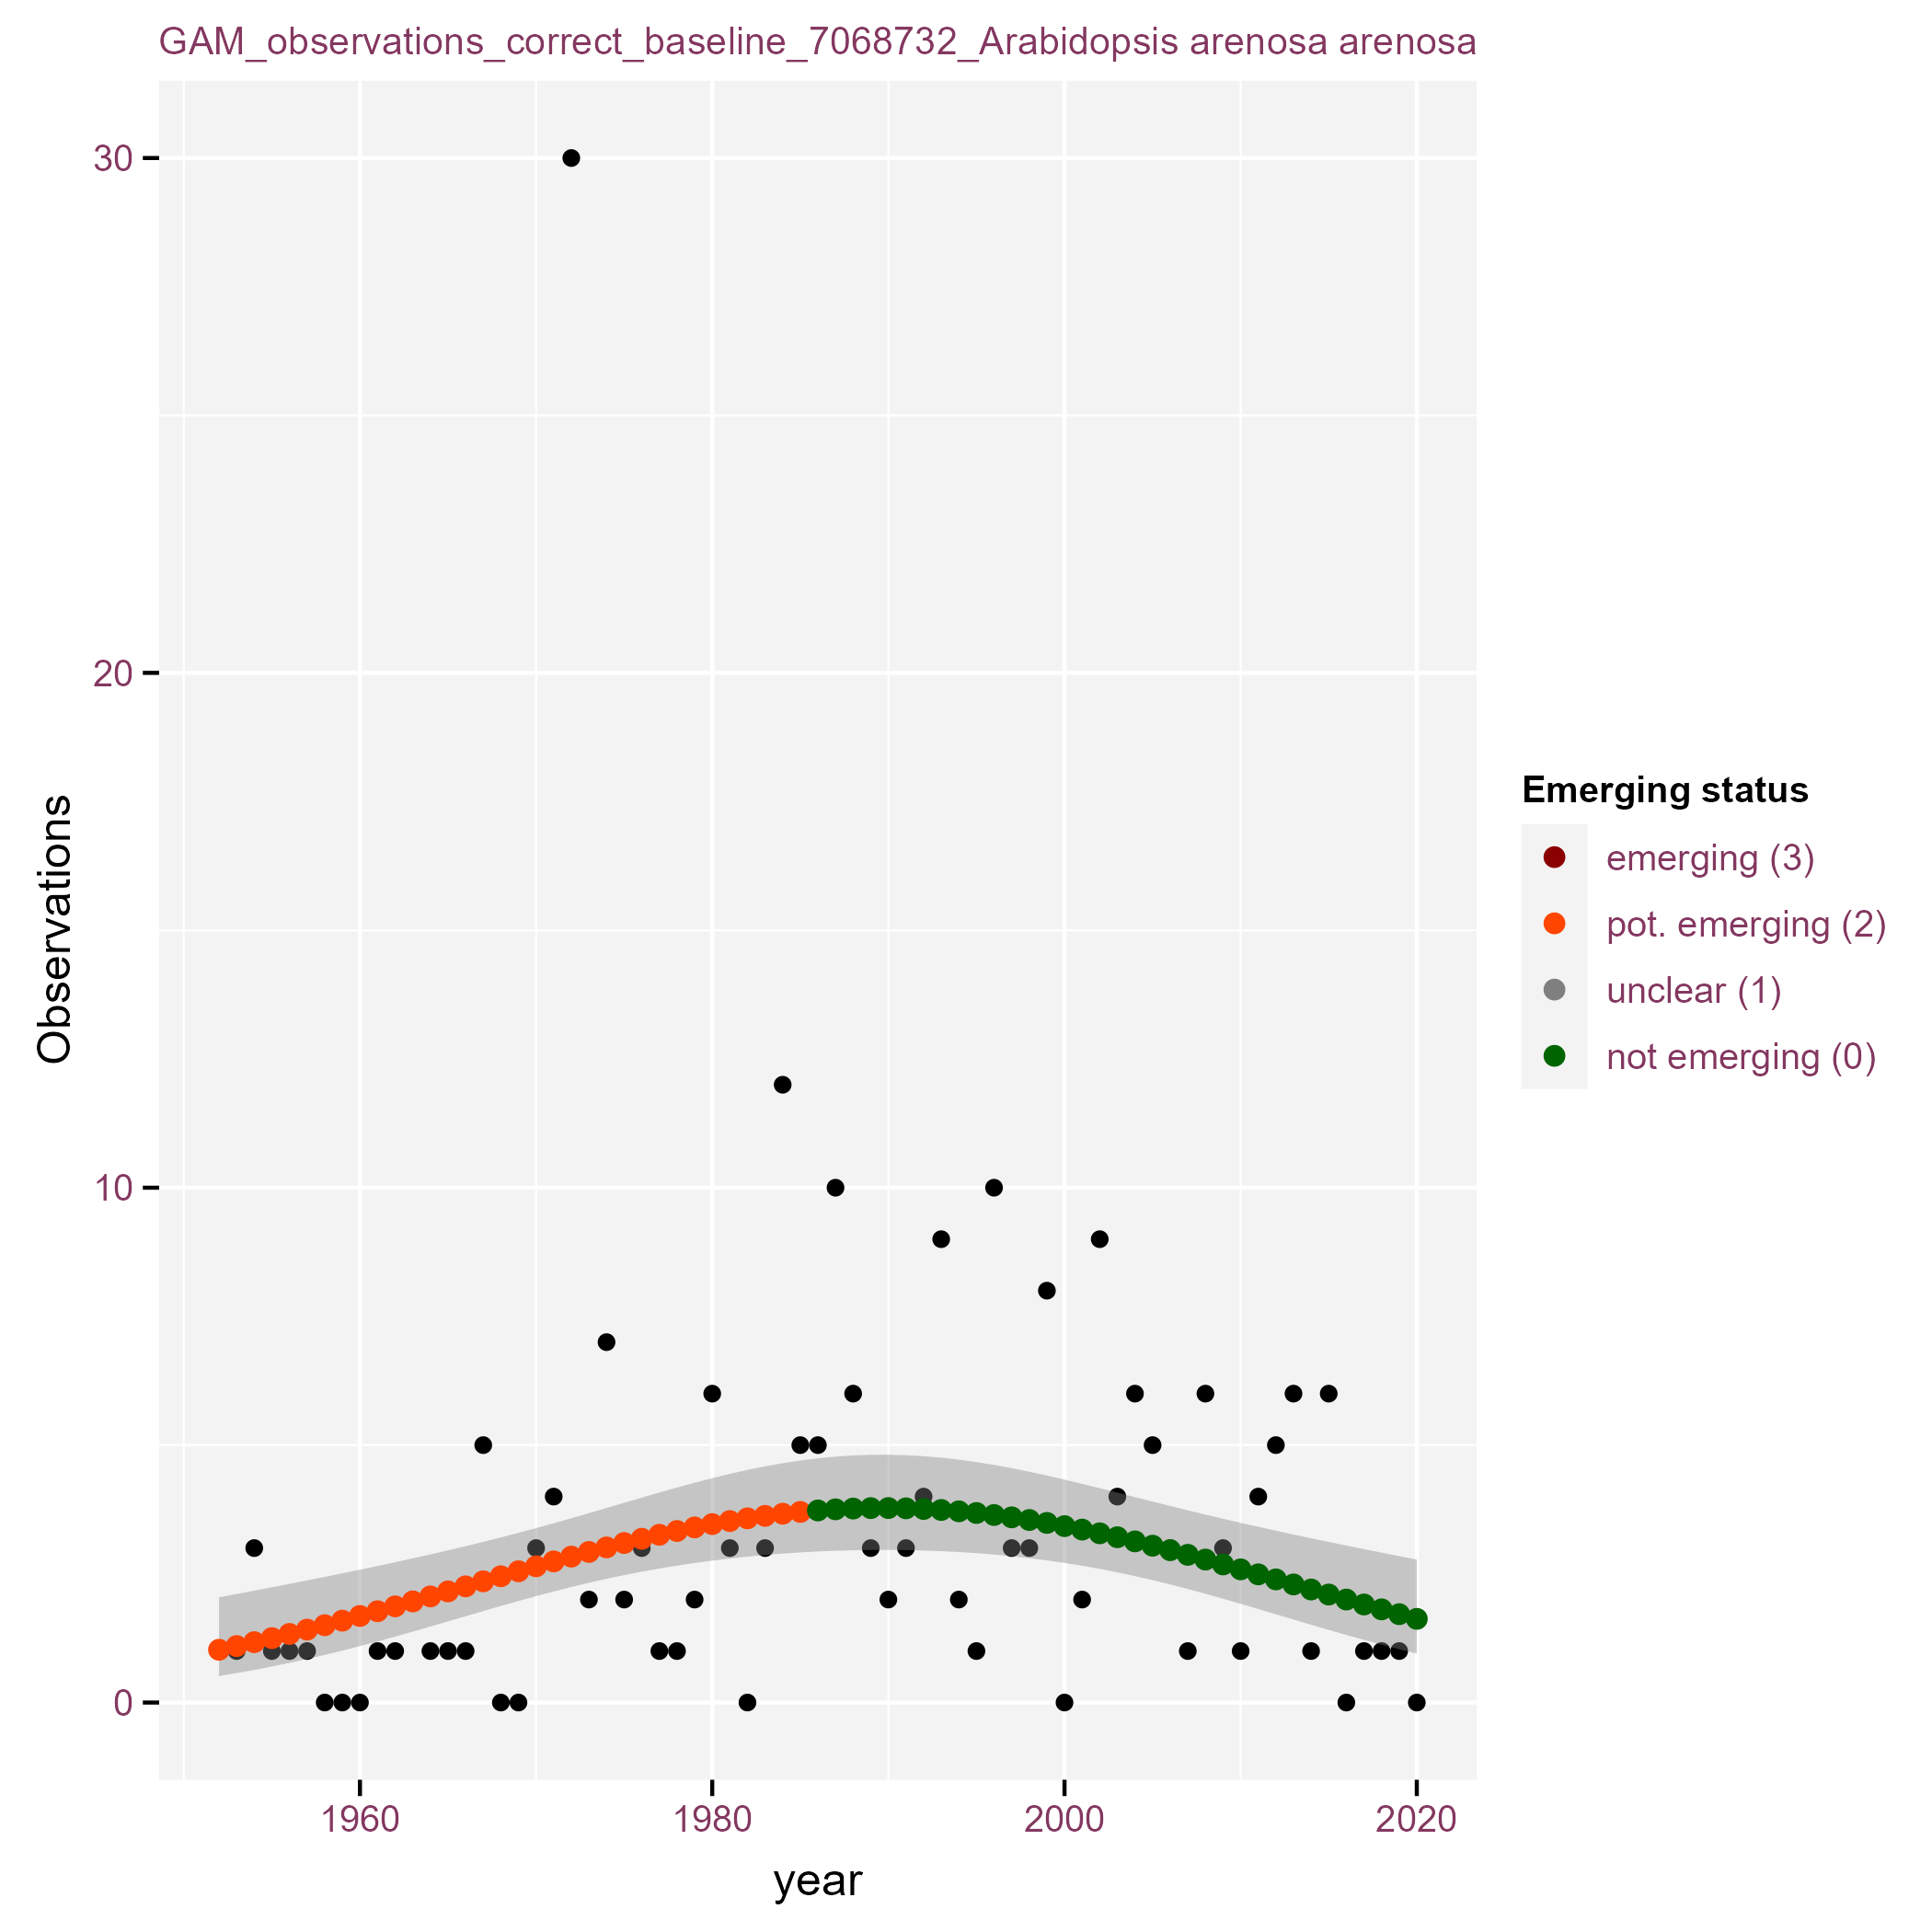 GAM_observations_correct_baseline_7068732_Arabidopsis arenosa arenosa
30
20
10
0
Observations
1960
1980
2000
2020
year
Emerging status
emerging (3)
pot. emerging (2)
unclear (1)
not emerging (0)